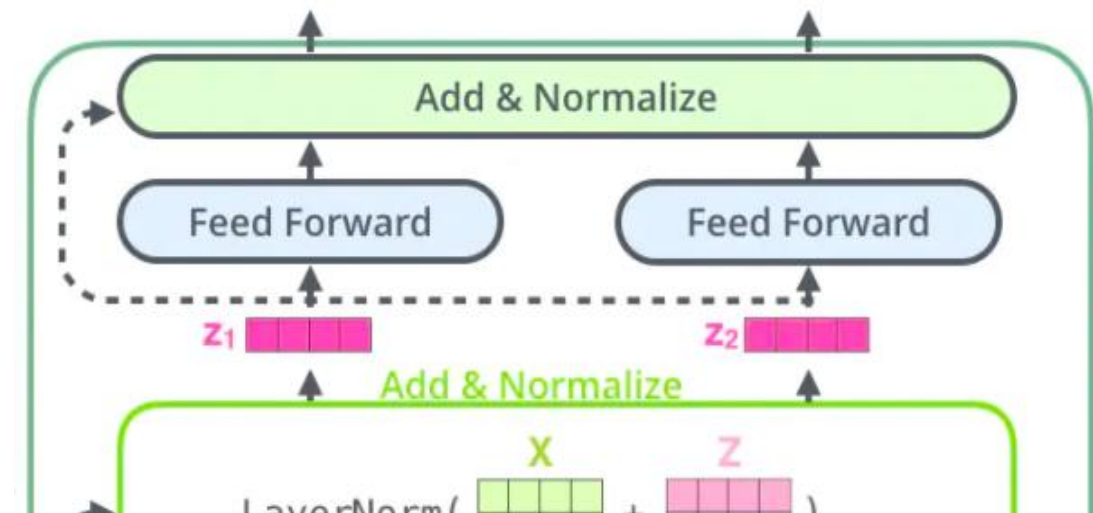 Add & Normalize
Feed Forward Feed Forward
z1 z2
Add & Normalize
X Z
LayerNorm( + )